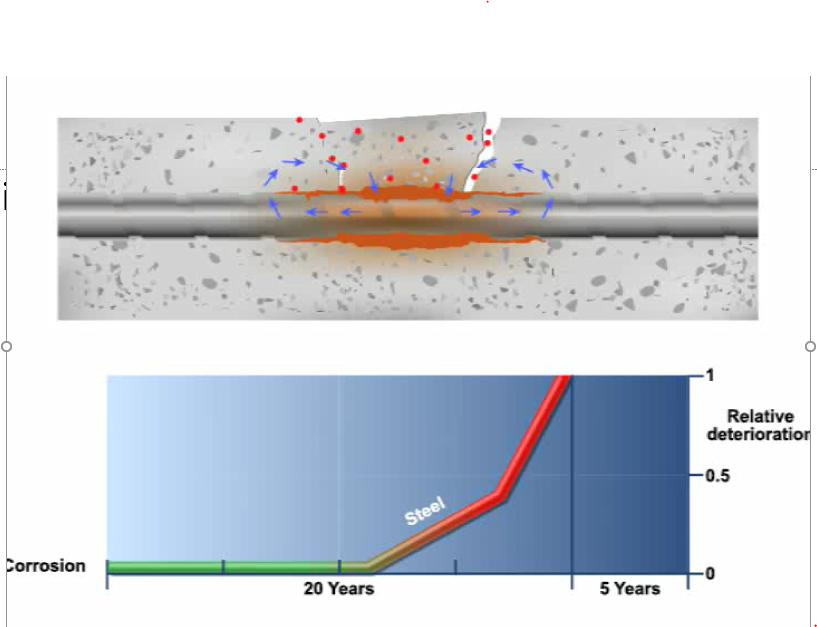 1
Relative
deterioration
0.5
Steel
Corrosion
0
20 Years
5 Years